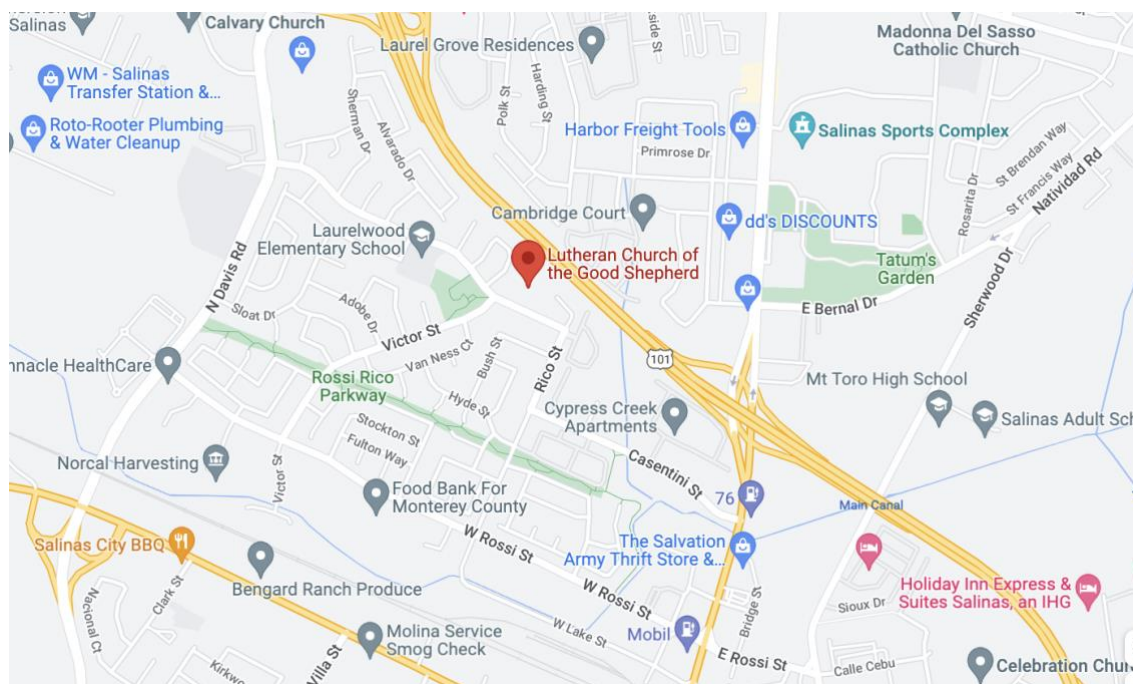 Salinas
Calvary Church
Laurel Grove Residences
Madonna Del Sasso
Catholic Church
WM - Salinas
Transfer Station &...
Roto-Rooter Plumbing
& Water Cleanup
Sherman Dr
Alvarado Dr
Polk St
Harding St
kside St
Harbor Freight Tools
Primrose Dr
Salinas Sports Complex
St Brendan Way
St Francis Way
Natividad Rd
Rosarita Dr
Laurelwood
Elementary School
Cambridge Court
dd's DISCOUNTS
Lutheran Church of
the Good Shepherd
Tatum's
Garden
N Davis Rd
E Bernal Dr
Sherwood Dr
Sloat Dr
Adobe Dr
Victor St
Van Ness Ct
Bush St
Rico St
101
nnacle HealthCare
Rossi Rico
Parkway
Hyde St
Mt Toro High School
Cypress Creek
Apartments
Salinas Adult Sch
Stockton St
Fulton Way
Casentini St
Norcal Harvesting
Victor St
Food Bank For
Monterey County
76
Main Canal
Salinas City BBQ
W Rossi St
The Salvation
Army Thrift Store &...
Bengard Ranch Produce
Holiday Inn Express &
Suites Salinas, an IHG
Clark St
Nacional Ct
W Rossi St
Sioux Dr
Bridge St
Molina Service
Smog Check
W Lake St
Mobil
E Rossi St
Calle Cebu
Celebration Chu
Kirkwo
Villa St